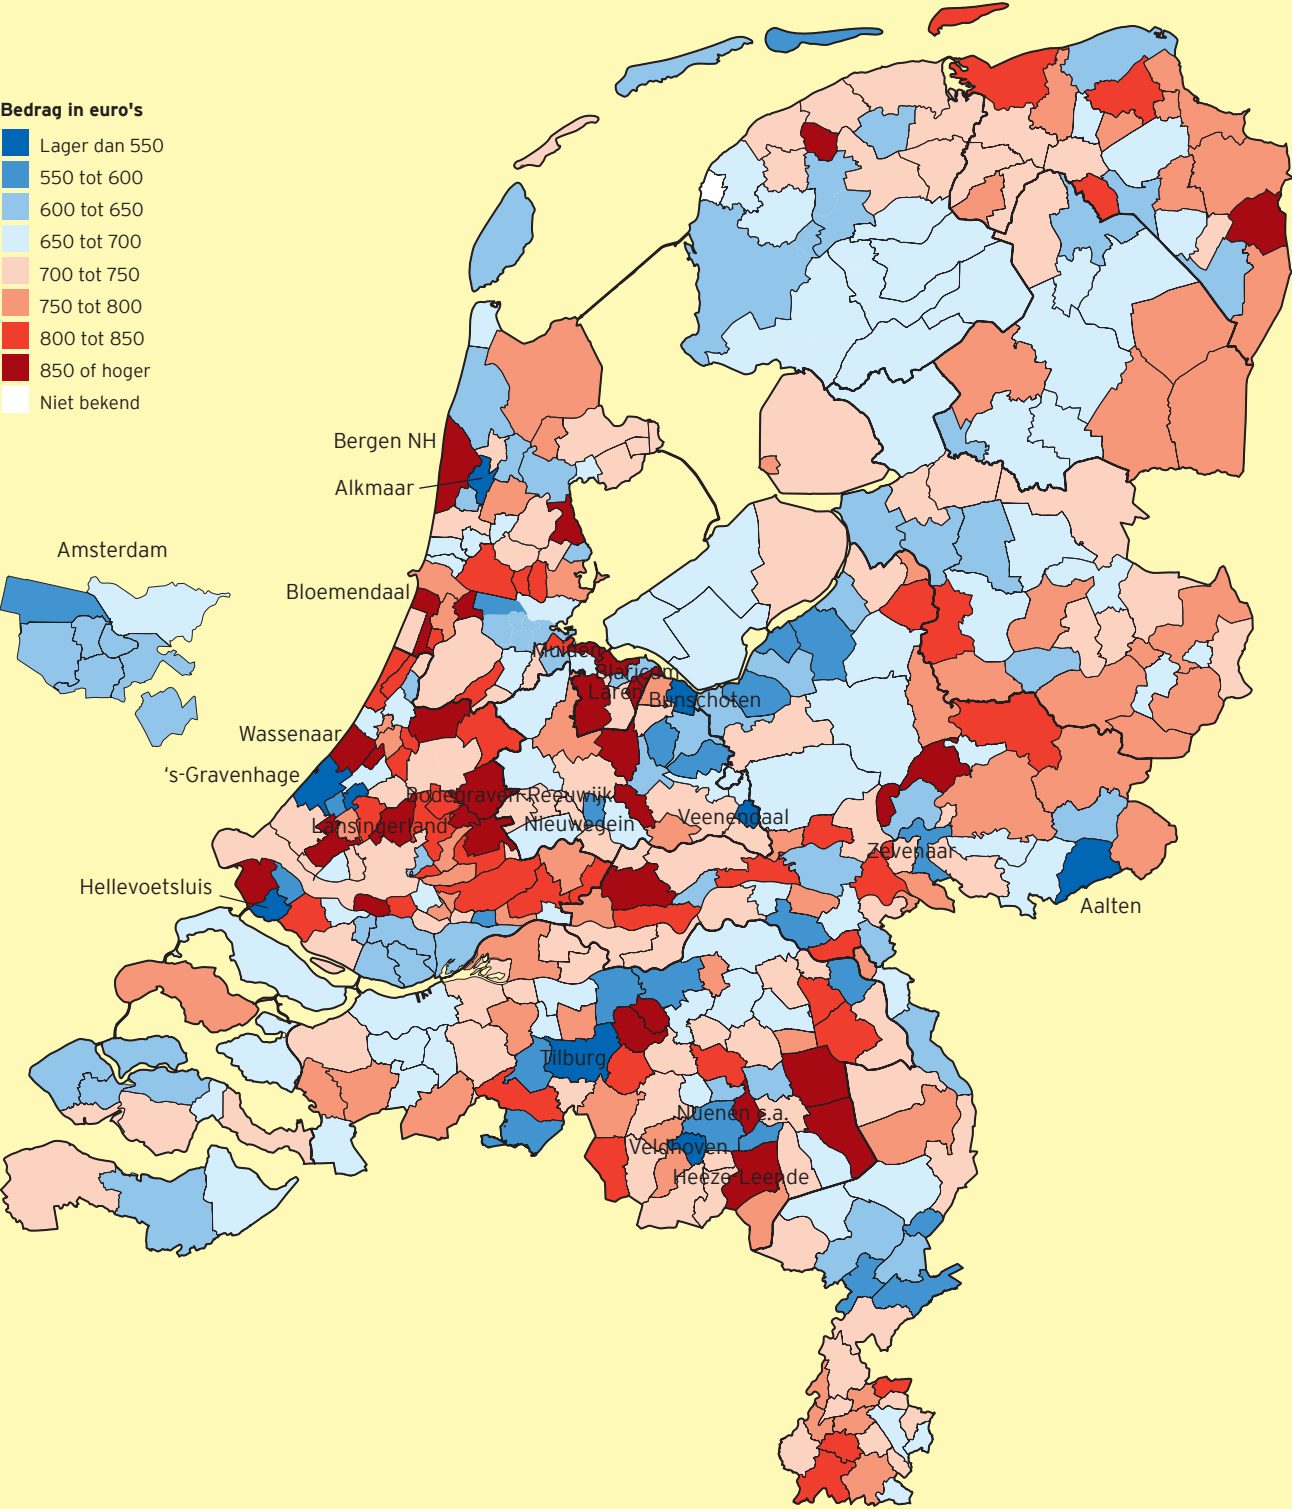 Bedrag in euro's
Lager dan 550
550 tot 600
600 tot 650
650 tot 700
700 tot 750
750 tot 800
800 tot 850
850 of hoger
Niet bekend
Bergen NH
Alkmaar
Amsterdam
Bloemendaal
Muiden
Blaricum
Laren
Bunschoten
Wassenaar
‘s-Gravenhage
Bodegraven-Reeuwijk
Lansingerland
Nieuwegein
Veenendaal
Zevenaar
Hellevoetsluis
Aalten
Tilburg
Nuenen c.a.
Veldhoven
Heeze-Leende